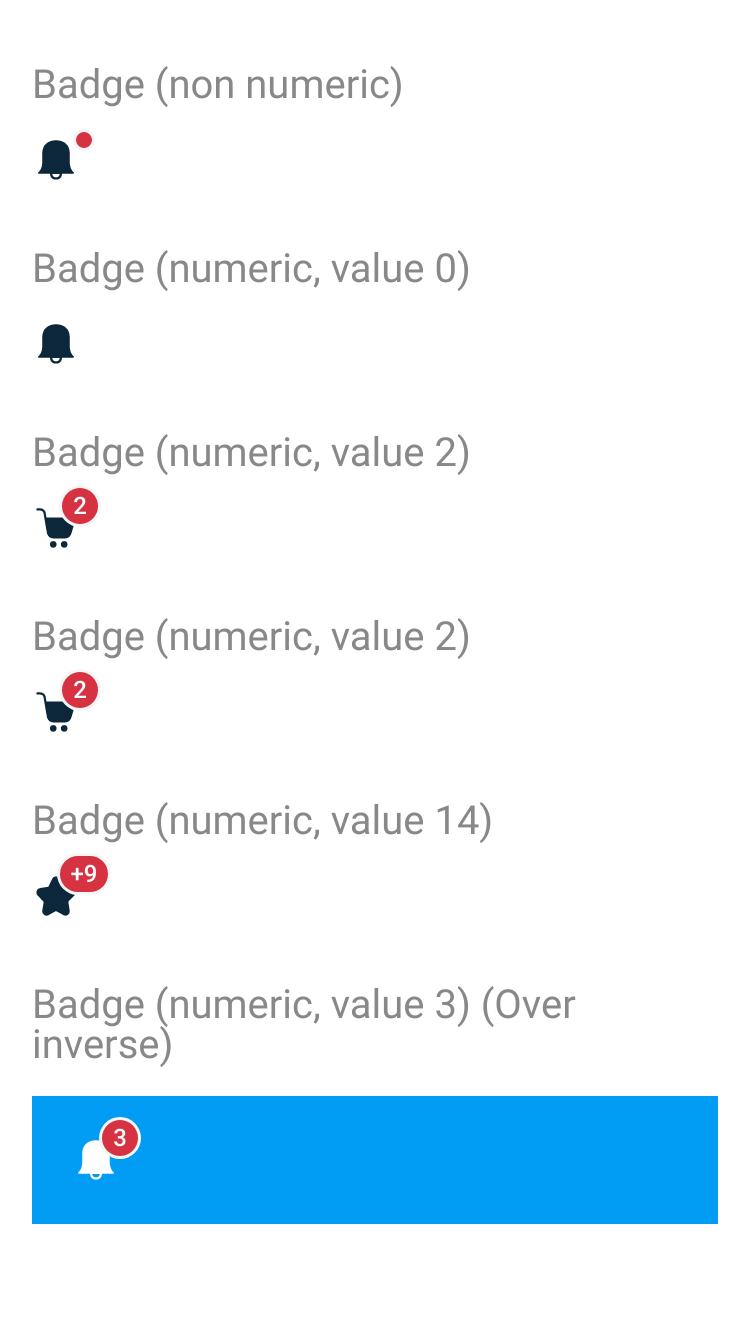 Badge (non numeric)
Badge (numeric, value 0)
Badge (numeric, value 2)
2
Badge (numeric, value 2)
2
Badge (numeric, value 14)
+9
Badge (numeric, value 3) (Over
inverse)
3